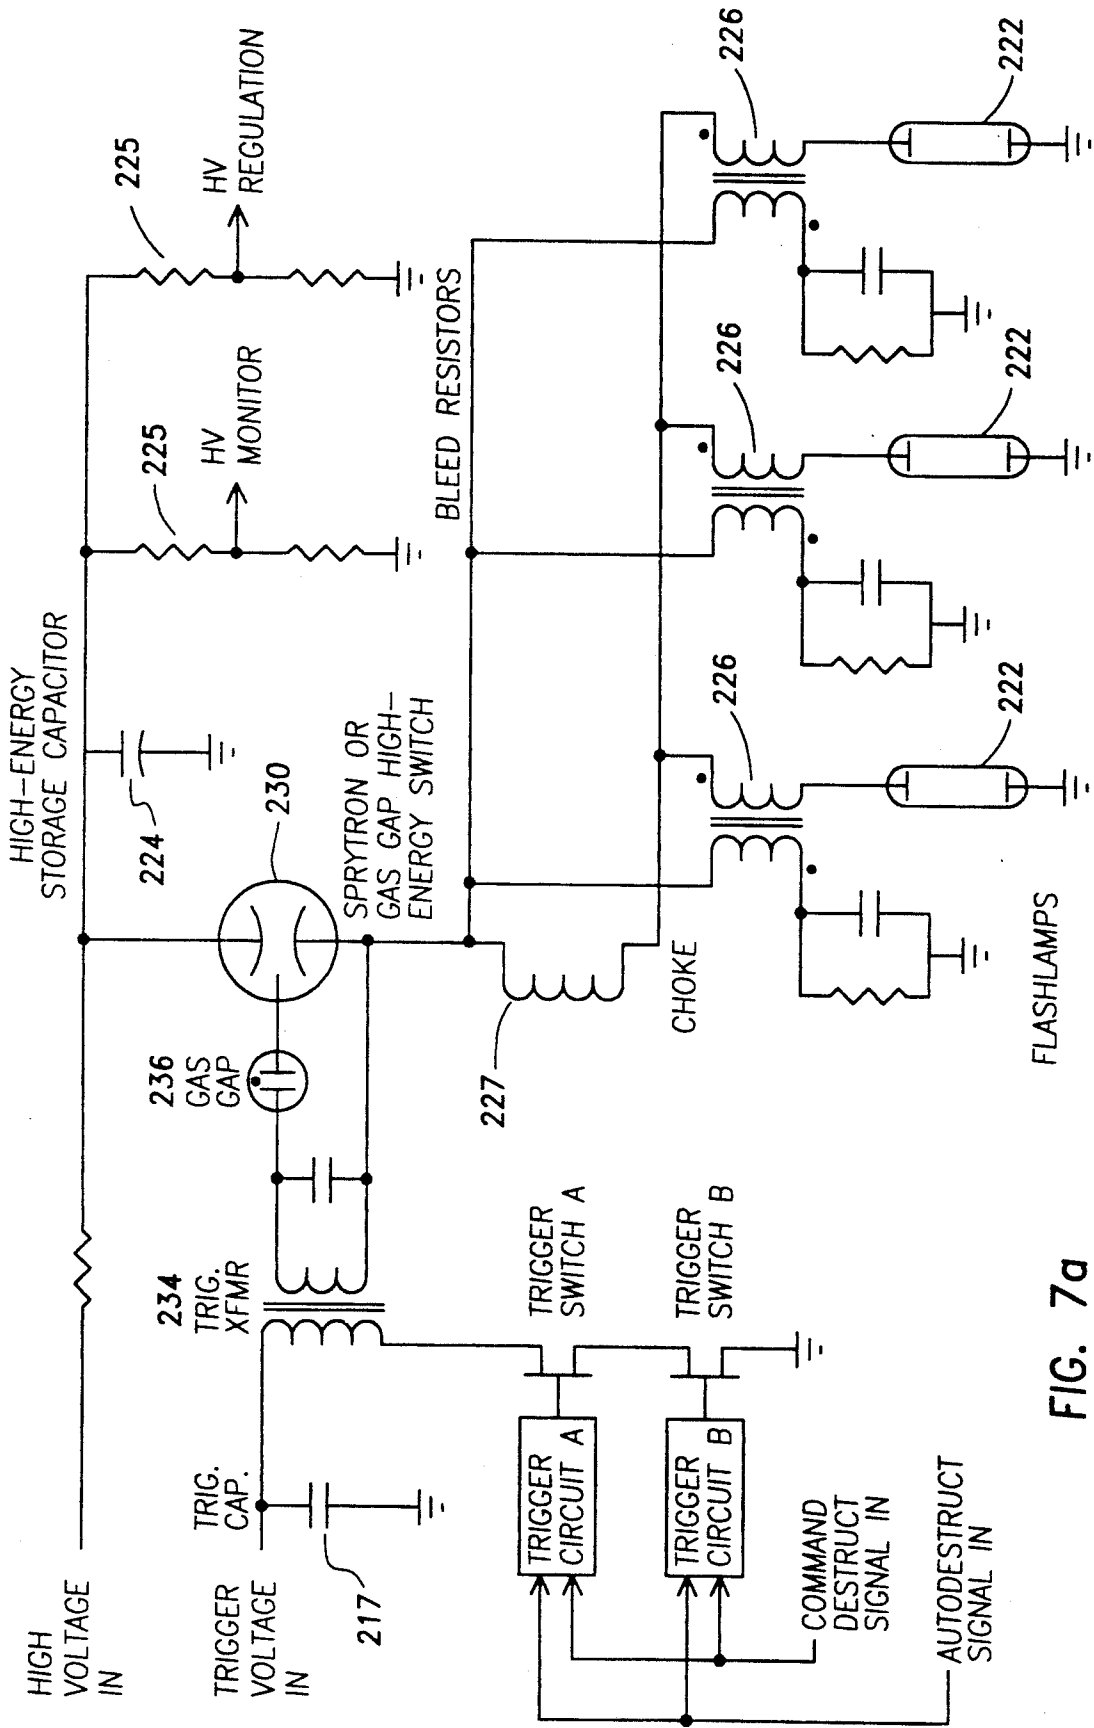 HIGH
VOLTAGE
IN
TRIGGER
VOLTAGE
IN
TRIG.
CAP.
217
234
TRIG.
XFMR
236
GAS
GAP
HIGH-ENERGY
STORAGE CAPACITOR
224
230
SPRYTRON OR
GAS GAP HIGH-
ENERGY SWITCH
225
HV
MONITOR
225
HV
REGULATION
BLEED RESISTORS
227
CHOKE
226
226
226
222
222
222
FLASHLAMPS
TRIGGER
CIRCUIT A
TRIGGER
SWITCH A
TRIGGER
CIRCUIT B
TRIGGER
SWITCH B
COMMAND
DESTRUCT
SIGNAL IN
AUTODESTRUCT
SIGNAL IN
FIG. 7a